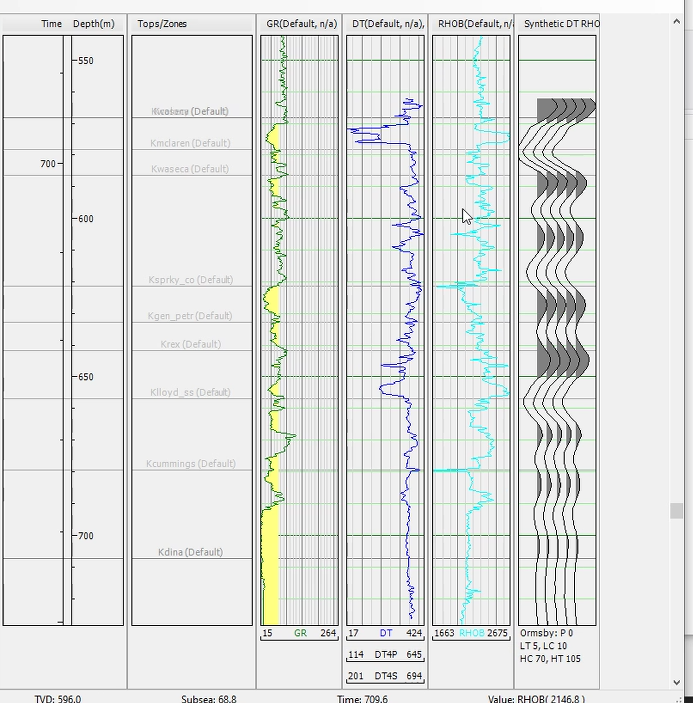 Time Depth(m) Tops/Zones GR(Default, n/a) DT(Default, n/a), RHOB(Default, n/a Synthetic DT RHO
550
(Default)
Kmclaren (Default)
700
Kwaseca (Default)
600
Ksprky_co (Default)
Kgen_petr (Default)
Krex (Default)
650
Klloyd_ss (Default)
Kcummings (Default)
700
Kdina (Default)
15 GR 264 17 DT 424 1663 RHOB 2675 Ormsby: P 0
LT 5, LC 10
114 DT4P 645 HC 70, HT 105
201 DT4S 694
TVD: 596.0 Subsea: 68.8 Time: 709.6 Value: RHOB( 2146.8 )